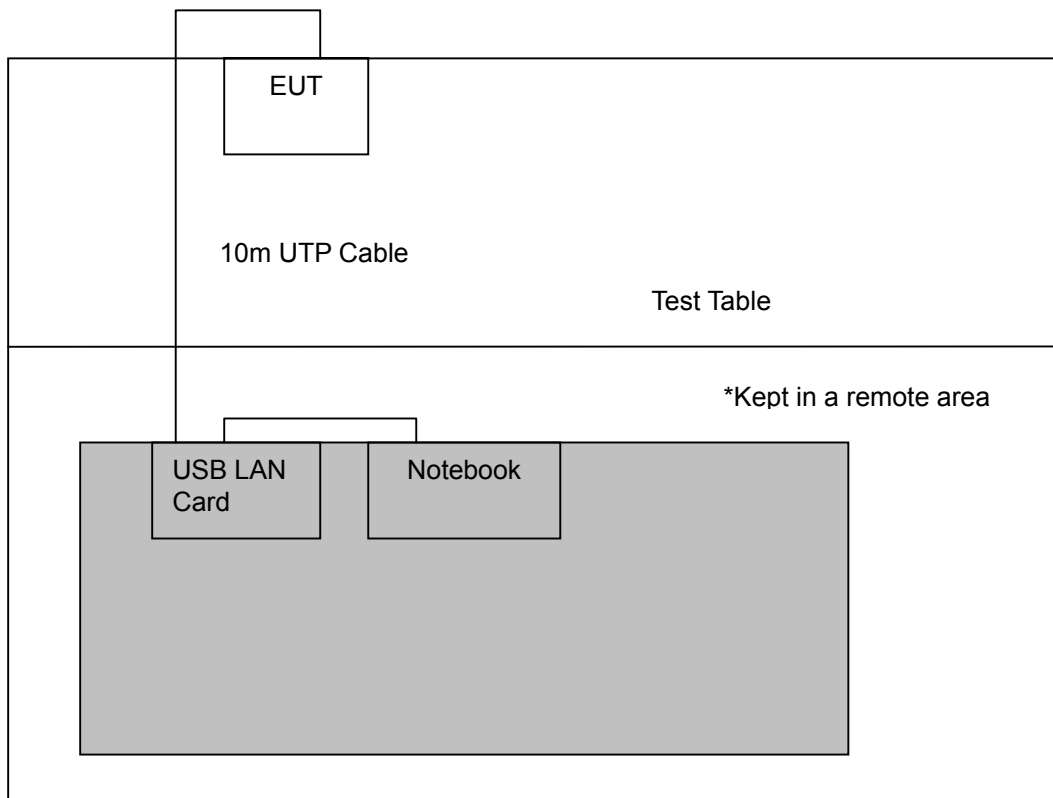 EUT
10m UTP Cable
Test Table
*Kept in a remote area
USB LAN
Card
Notebook